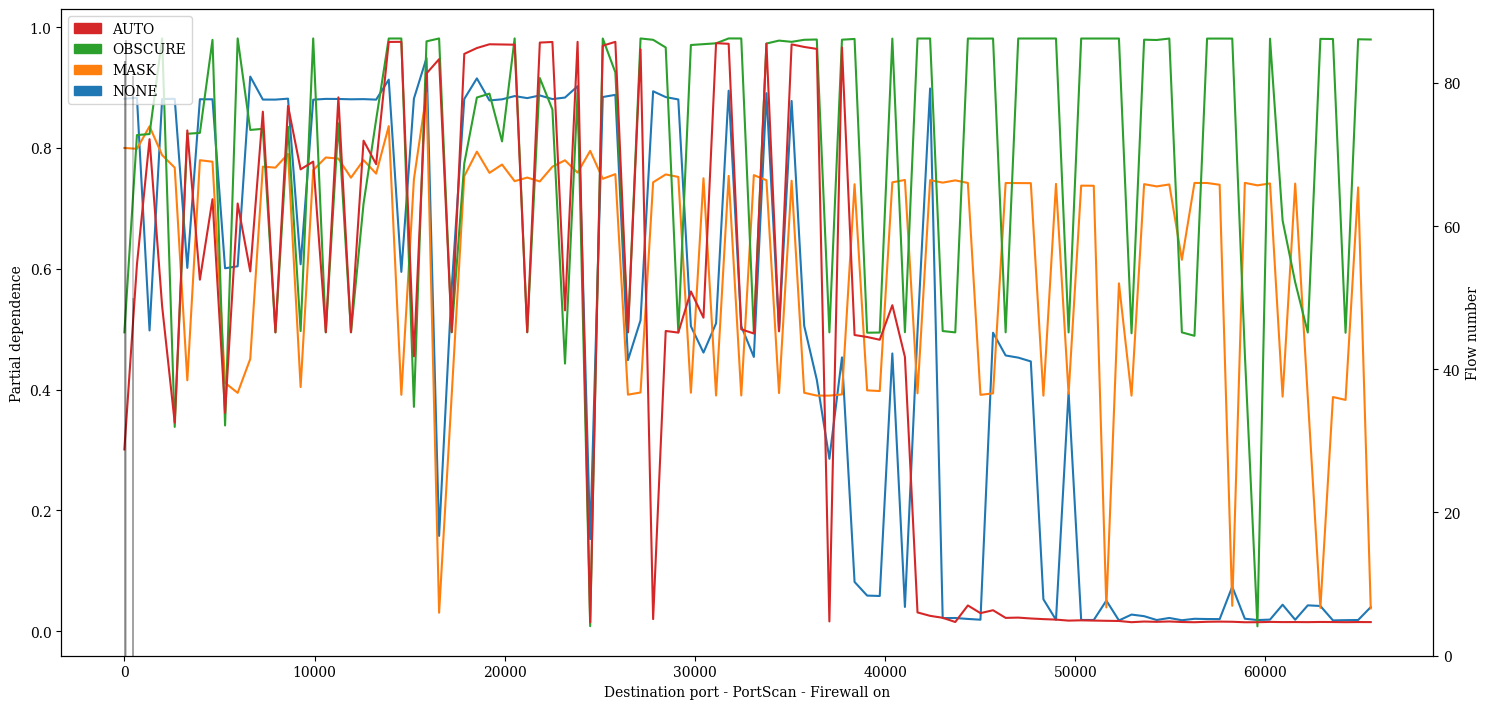 AUTO
OBSCURE
MASK
NONE
Partial dependence
1.0
0.8
0.6
0.4
0.2
0.0
0
10000
20000
30000
40000
50000
60000
Destination port - PortScan - Firewall on
80
60
40
20
0
Flow number